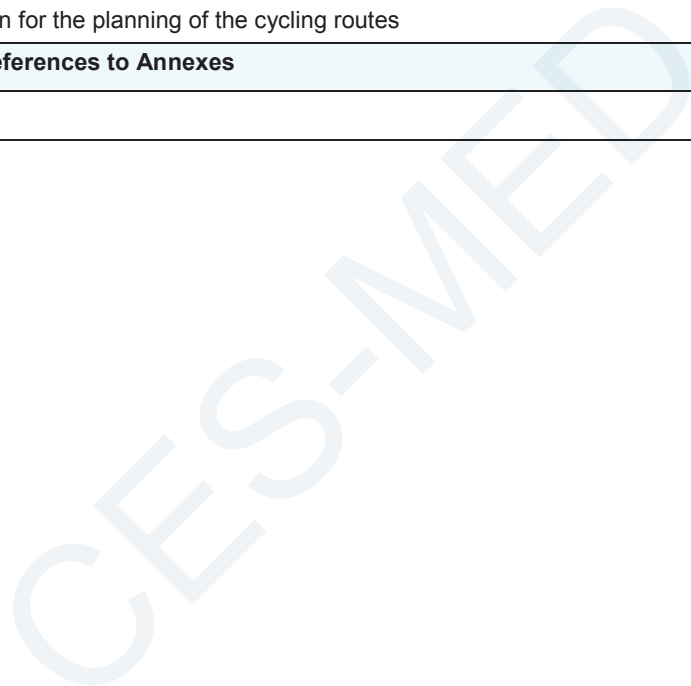 n for the planning of the cycling routes
eferences to Annexes
CES-MED